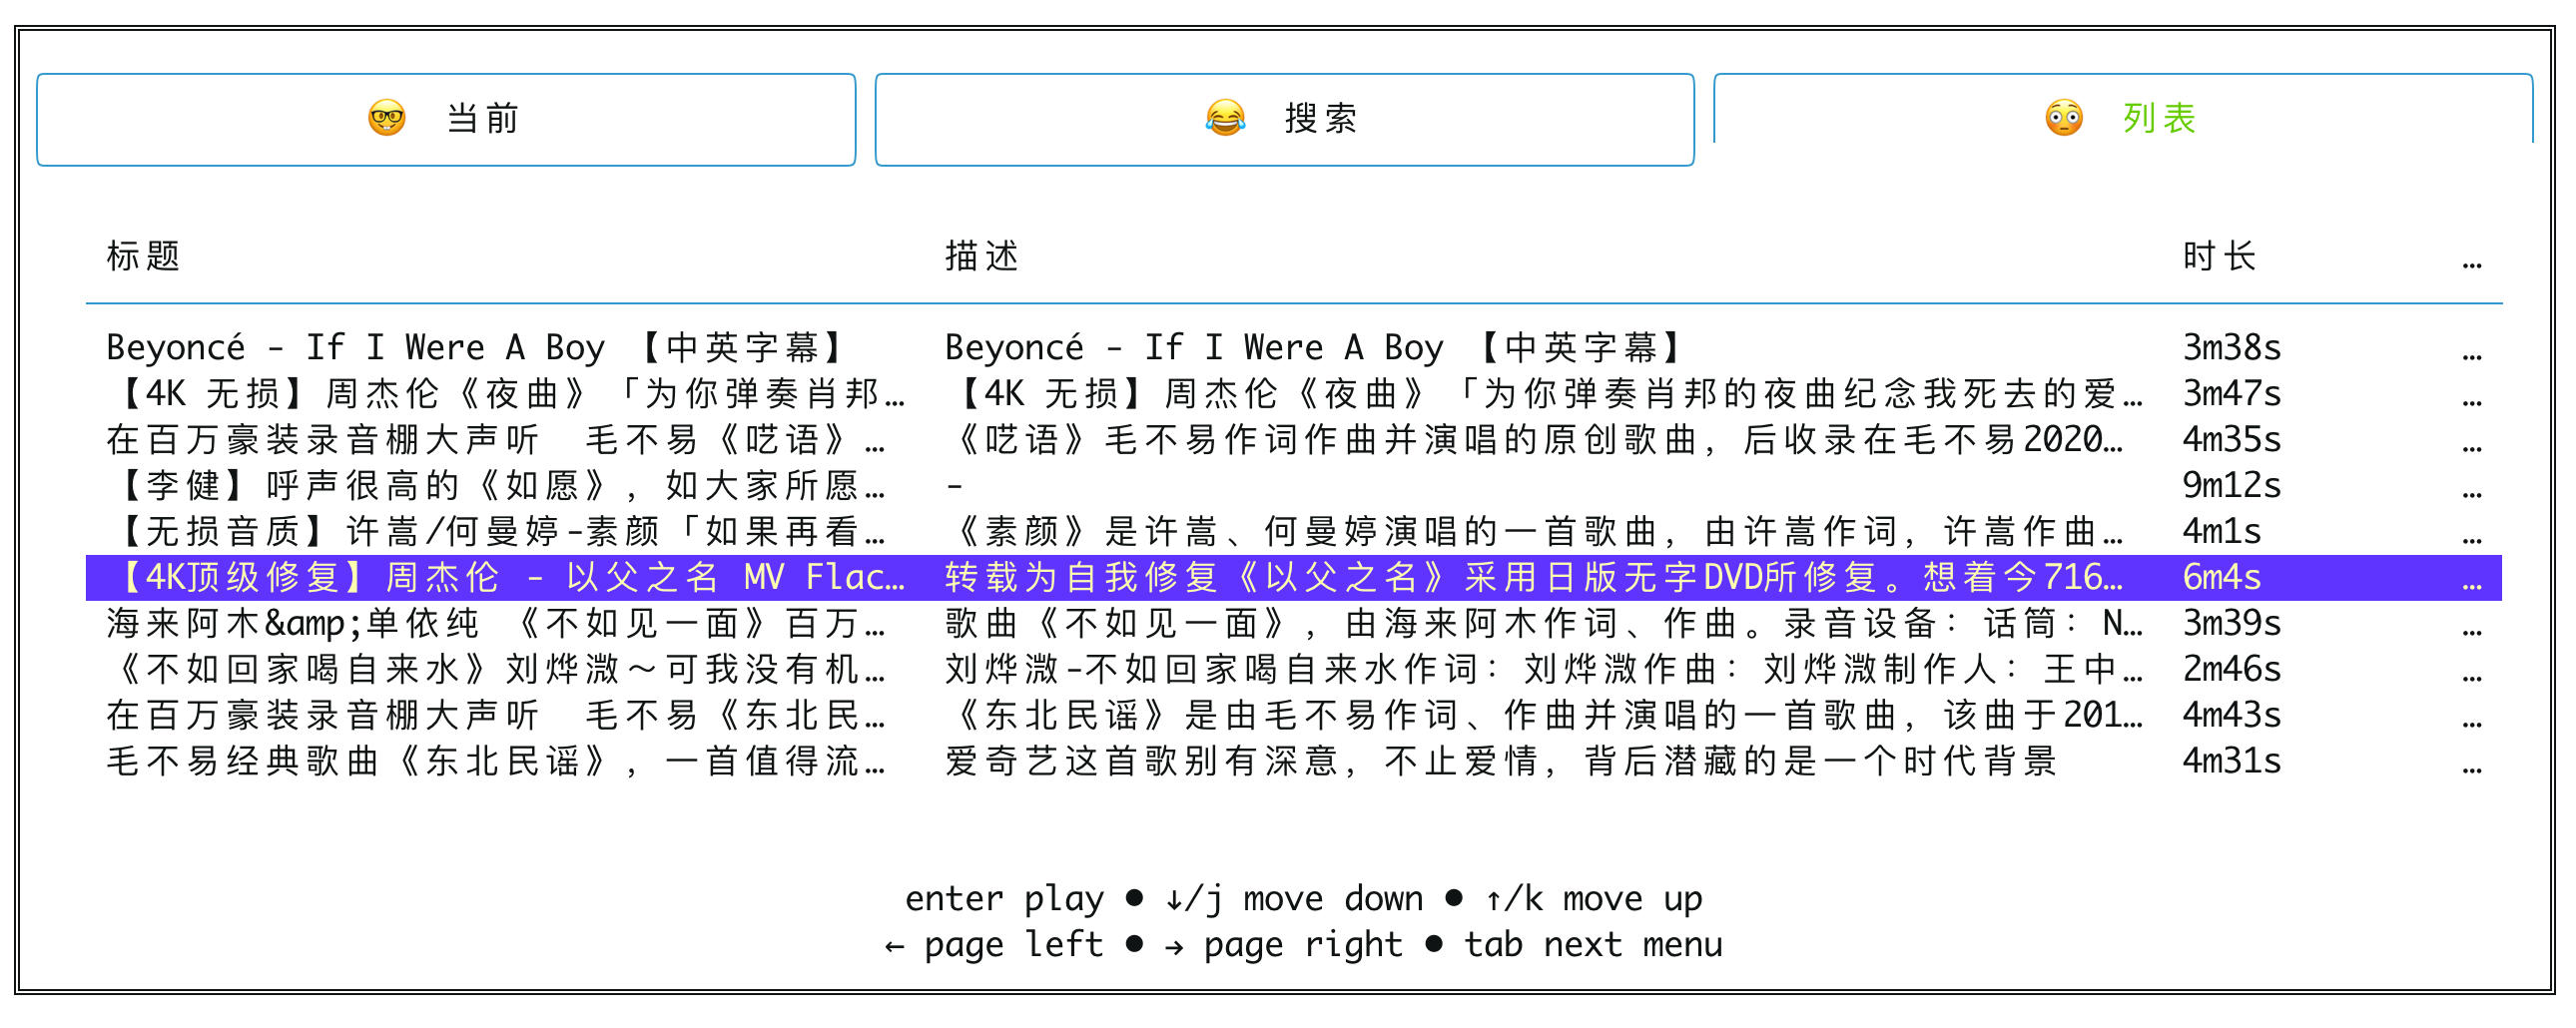 🤓 当前 😂 搜索 😳 列表
标题 描述 时长 …
Beyoncé - If I Were A Boy 【中英字幕】 Beyoncé - If I Were A Boy 【中英字幕】 3m38s …
【4K 无损】周杰伦《夜曲》「为你弹奏肖邦… 【4K 无损】周杰伦《夜曲》「为你弹奏肖邦的夜曲纪念我死去的爱… 3m47s …
在百万豪装录音棚大声听　毛不易《呓语》… 《呓语》毛不易作词作曲并演唱的原创歌曲，后收录在毛不易2020… 4m35s …
【李健】呼声很高的《如愿》，如大家所愿… - 9m12s …
【无损音质】许嵩/何曼婷-素颜「如果再看… 《素颜》是许嵩、何曼婷演唱的一首歌曲，由许嵩作词，许嵩作曲… 4m1s …
【4K顶级修复】周杰伦 - 以父之名 MV Flac… 转载为自我修复《以父之名》采用日版无字DVD所修复。想着今716… 6m4s …
海来阿木&amp;单依纯 《不如见一面》百万… 歌曲《不如见一面》，由海来阿木作词、作曲。录音设备：话筒：N… 3m39s …
《不如回家喝自来水》刘烨溦～可我没有机… 刘烨溦-不如回家喝自来水作词：刘烨溦作曲：刘烨溦制作人：王中… 2m46s …
在百万豪装录音棚大声听　毛不易《东北民… 《东北民谣》是由毛不易作词、作曲并演唱的一首歌曲，该曲于201… 4m43s …
毛不易经典歌曲《东北民谣》，一首值得流… 爱奇艺这首歌别有深意，不止爱情，背后潜藏的是一个时代背景 4m31s …
enter play • ↓/j move down • ↑/k move up
← page left • → page right • tab next menu